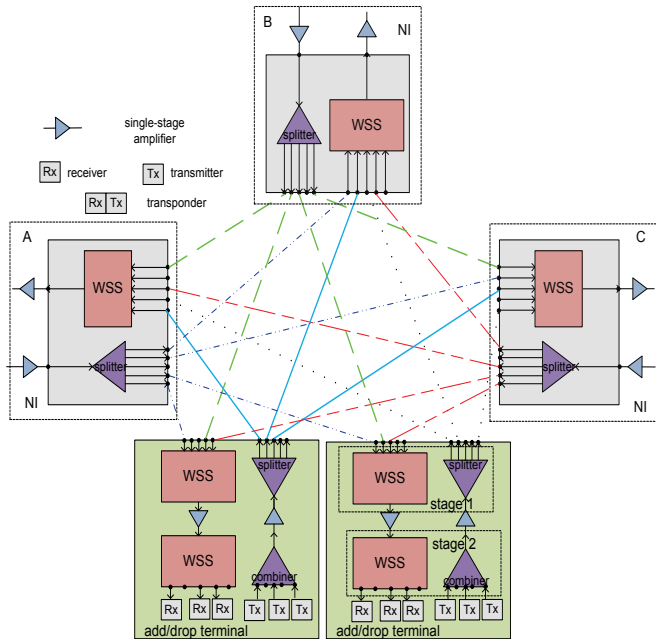 B
NI
splitter
WSS
single-stage
amplifier
Rx
receiver
Tx
transmitter
Rx
Tx
transponder
A
WSS
splitter
NI
C
WSS
splitter
NI
WSS
splitter
WSS
combiner
Rx
Rx
Rx
Tx
Tx
Tx
add/drop terminal
WSS
splitter
stage 1
stage 2
WSS
combiner
Rx
Rx
Rx
Tx
Tx
Tx
add/drop terminal